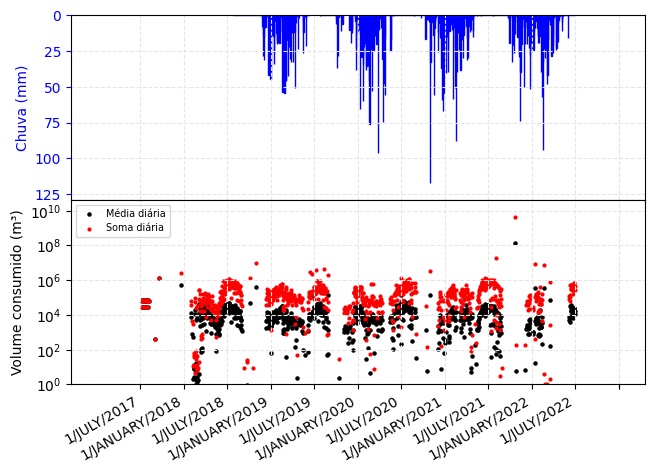 0
25
50
75
100
125
Chuva (mm)
10¹⁰
10⁸
10⁶
10⁴
10²
10⁰
Volume consumido (m³)
Média diária
Soma diária
1/JULY/2017
1/JANUARY/2018
1/JULY/2018
1/JANUARY/2019
1/JULY/2019
1/JANUARY/2020
1/JULY/2020
1/JANUARY/2021
1/JULY/2021
1/JANUARY/2022
1/JULY/2022